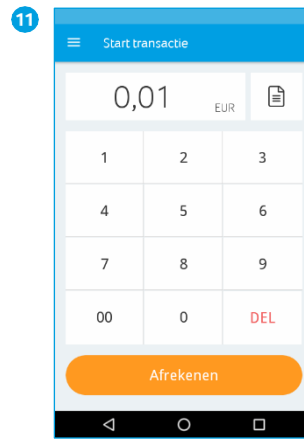 11
Start transactie
0,01 EUR
1 2 3
4 5 6
7 8 9
00 0 DEL
Afrekenen